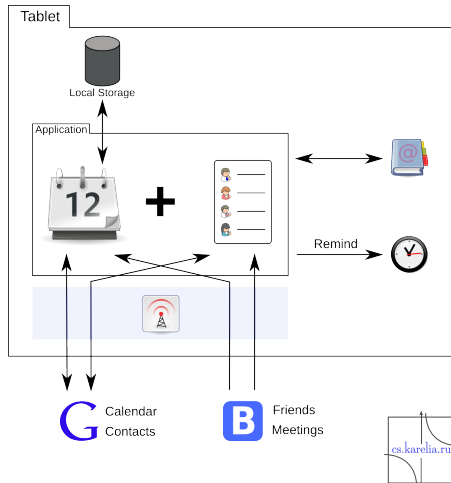 Tablet
Local Storage
Application
12
@
Remind
G
Calendar
Contacts
B
Friends
Meetings
cs.karelia.ru